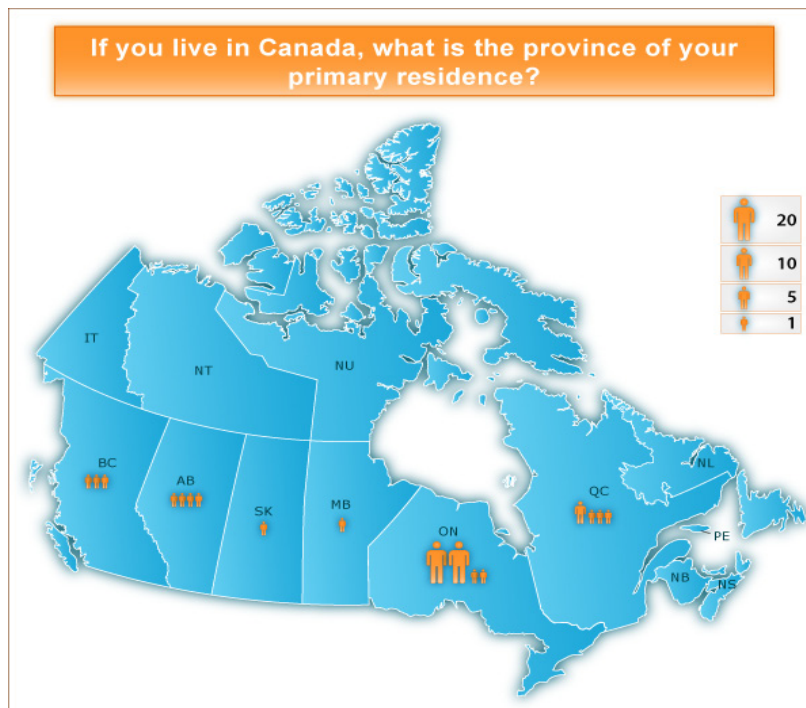 If you live in Canada, what is the province of your
primary residence?
20
10
5
1
IT
NT
NU
BC
AB
SK
MB
ON
QC
NL
PE
NB
NS